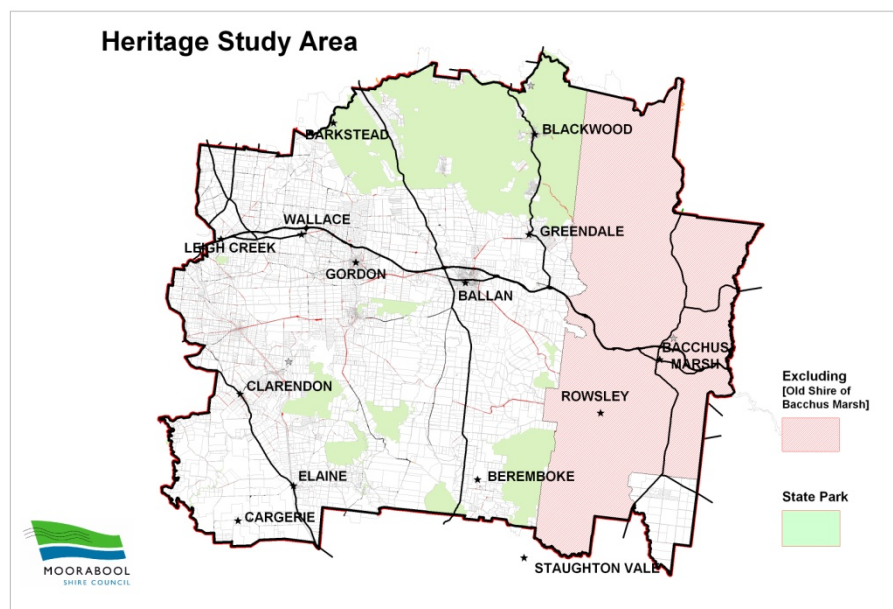 Heritage Study Area
BARKSTEAD
BLACKWOOD
WALLACE
GREENDALE
LEIGH CREEK
GORDON
BALLAN
BACCHUS
MARSH
CLARENDON
ROWSLEY
ELAINE
BEREMBOKE
CARGERIE
STAUGHTON VALE
Excluding
[Old Shire of
Bacchus Marsh]
State Park
MOORABOOL
SHIRE COUNCIL